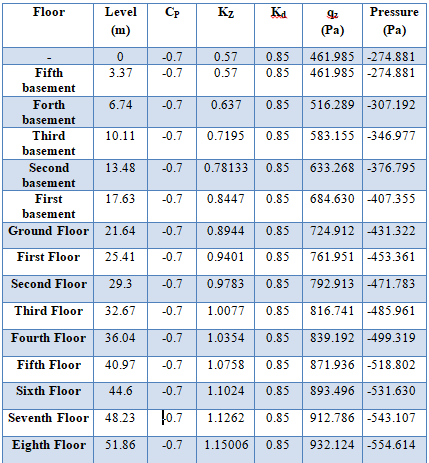 Floor Level (m) CP KZ Kd qz (Pa) Pressure (Pa)
- 0 -0.7 0.57 0.85 461.985 -274.881
Fifth basement 3.37 -0.7 0.57 0.85 461.985 -274.881
Forth basement 6.74 -0.7 0.637 0.85 516.289 -307.192
Third basement 10.11 -0.7 0.7195 0.85 583.155 -346.977
Second basement 13.48 -0.7 0.78133 0.85 633.268 -376.795
First basement 17.63 -0.7 0.8447 0.85 684.630 -407.355
Ground Floor 21.64 -0.7 0.8944 0.85 724.912 -431.322
First Floor 25.41 -0.7 0.9401 0.85 761.951 -453.361
Second Floor 29.3 -0.7 0.9783 0.85 792.913 -471.783
Third Floor 32.67 -0.7 1.0077 0.85 816.741 -485.961
Fourth Floor 36.04 -0.7 1.0354 0.85 839.192 -499.319
Fifth Floor 40.97 -0.7 1.0758 0.85 871.936 -518.802
Sixth Floor 44.6 -0.7 1.1024 0.85 893.496 -531.630
Seventh Floor 48.23 -0.7 1.1262 0.85 912.786 -543.107
Eighth Floor 51.86 -0.7 1.15006 0.85 932.124 -554.614